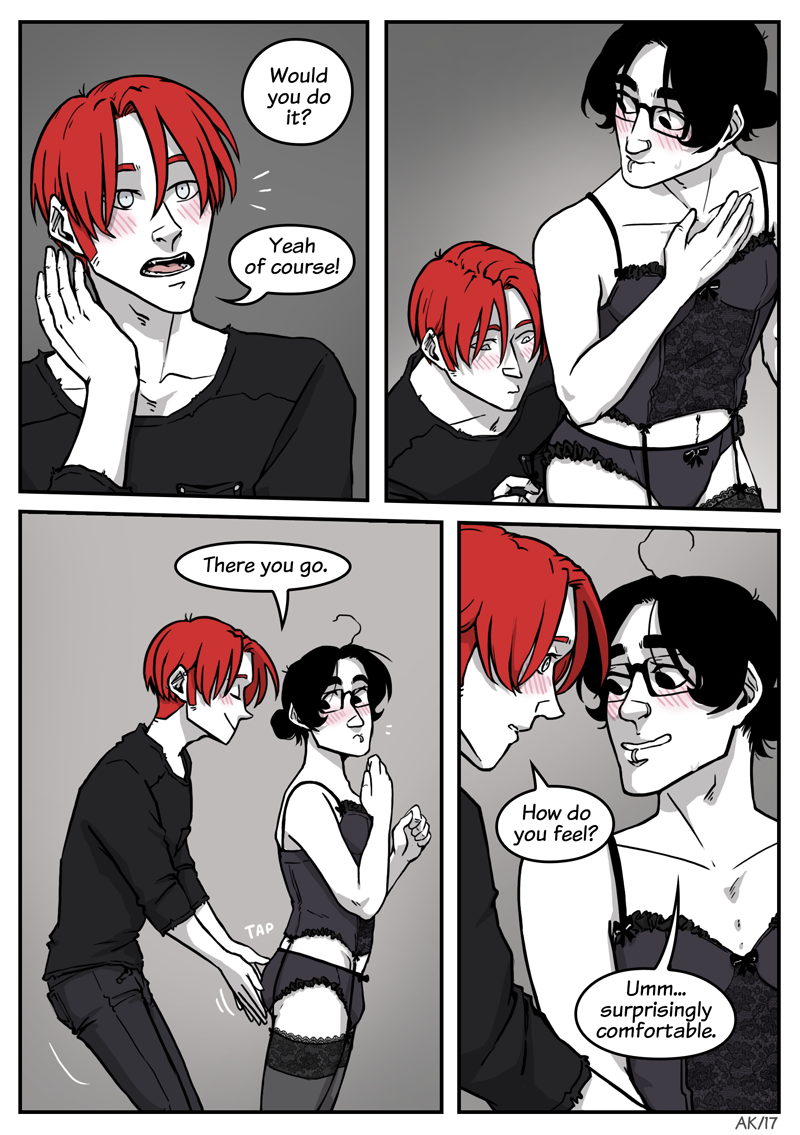 Would
you do
it?
Yeah
of course!
There you go.
TAP
How do
you feel?
Umm...
surprisingly
comfortable.
AK/17